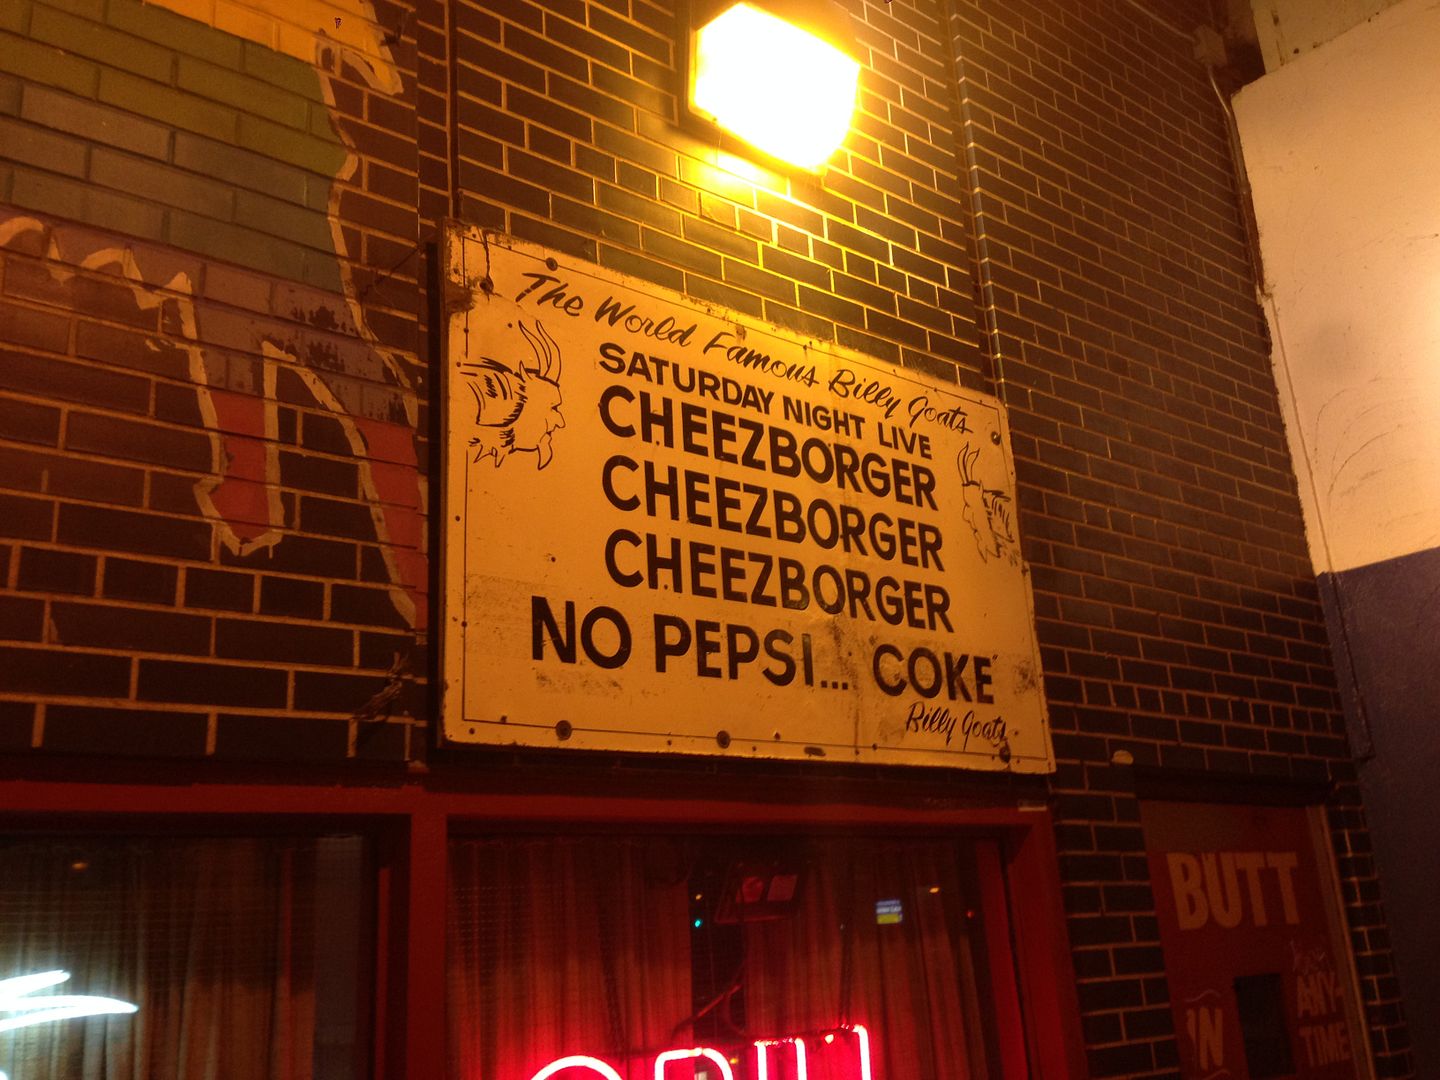 The World Famous Billy Goats
SATURDAY NIGHT LIVE
CHEEZBORGER
CHEEZBORGER
CHEEZBORGER
NO PEPSI... "COKE"
Billy Goats
BUTT
IN
ANY-
TIME
GRILL